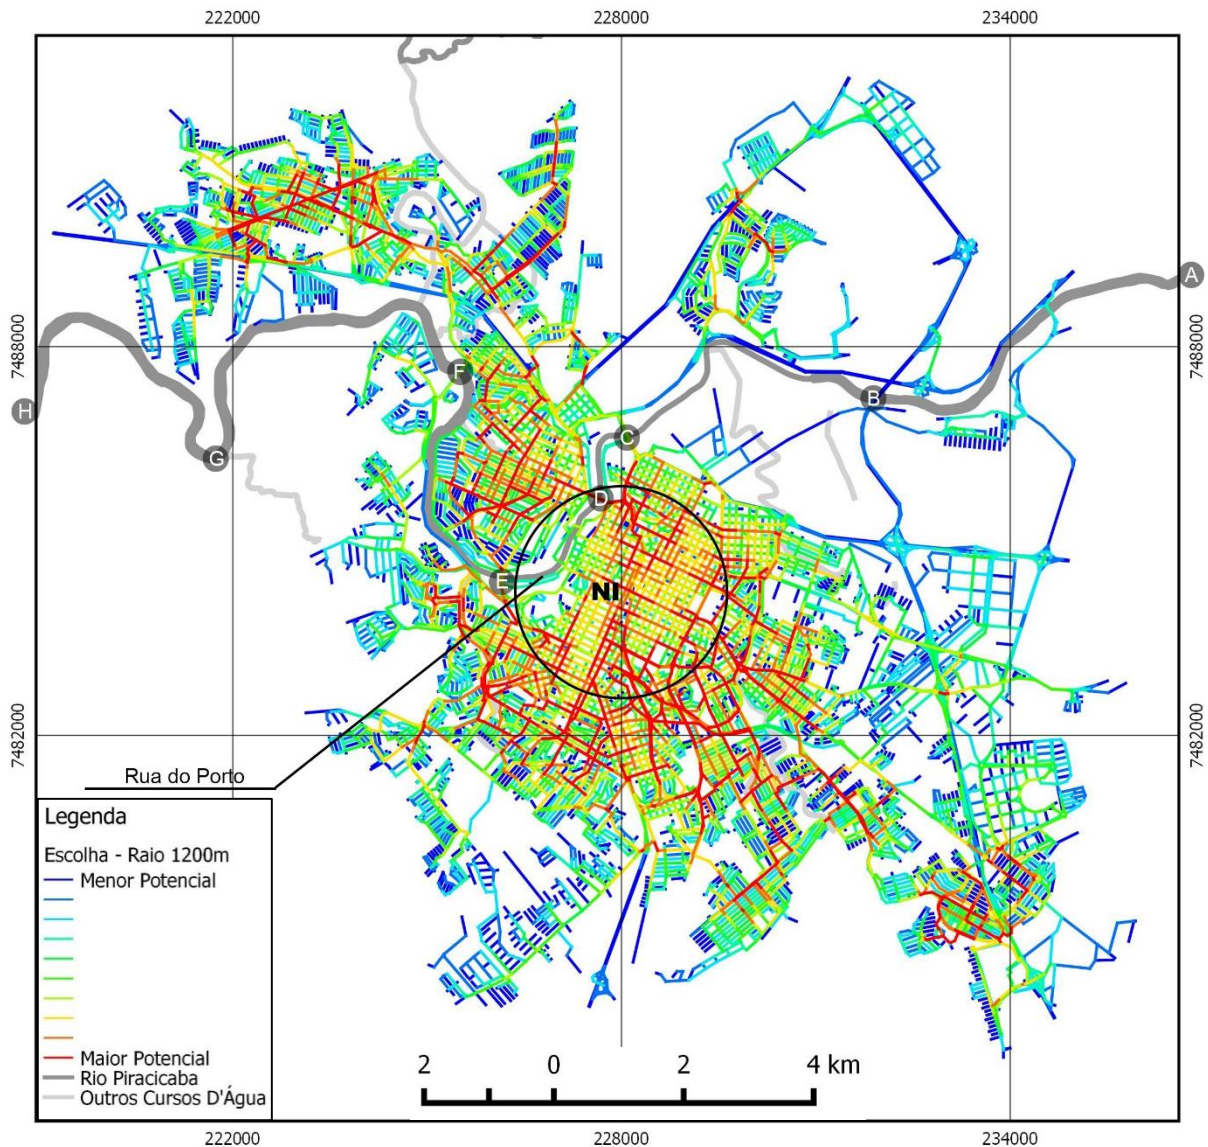 222000 228000 234000
A
7488000 7488000
F
B
H
C
G
D
E
NI
7482000 7482000
Rua do Porto
Legenda
Escolha - Raio 1200m
Menor Potencial
Maior Potencial
Rio Piracicaba
Outros Cursos D'Água
2 0 2 4 km
222000 228000 234000